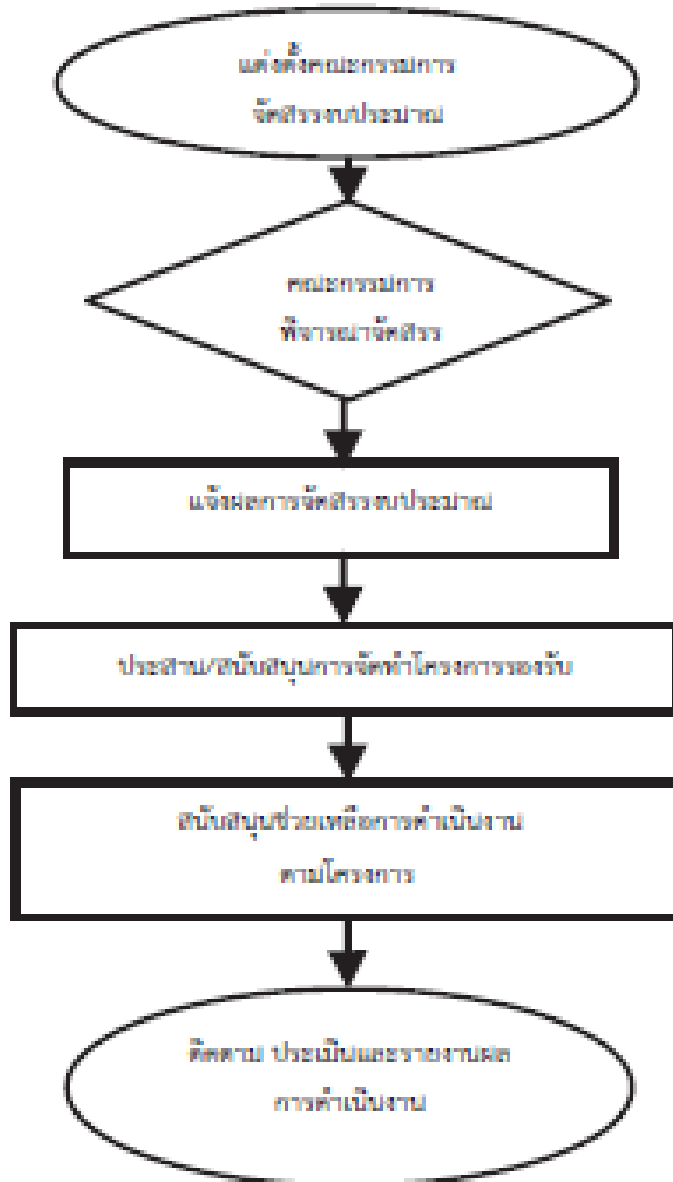 แต่งตั้งคณะกรรมการ
จัดสรรงบประมาณ
คณะกรรมการ
พิจารณาจัดสรร
แจ้งผลการจัดสรรงบประมาณ
ประสาน/สนับสนุนการจัดทำโครงการรองรับ
สนับสนุนช่วยเหลือการดำเนินงาน
ตามโครงการ
ติดตาม ประเมินและรายงานผล
การดำเนินงาน